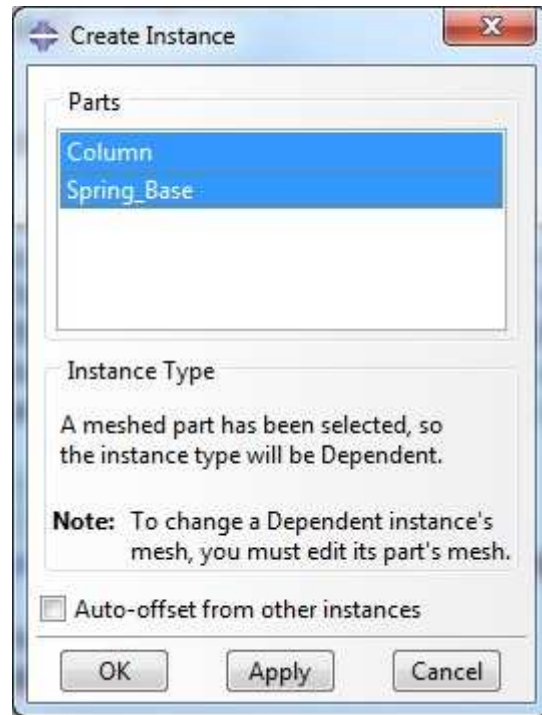 Create Instance
Parts
Column
Spring_Base
Instance Type
A meshed part has been selected, so
the instance type will be Dependent.
Note: To change a Dependent instance's
mesh, you must edit its part's mesh.
Auto-offset from other instances
OK Apply Cancel